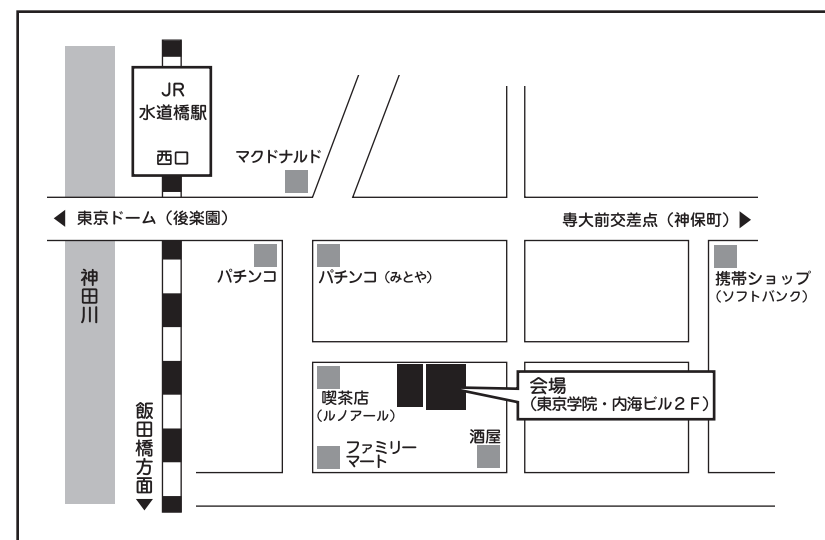 JR
水道橋駅
西口
マクドナルド
◀ 東京ドーム（後楽園）
専大前交差点（神保町）▶
神田川
パチンコ
パチンコ（みとや）
携帯ショップ
（ソフトバンク）
喫茶店
（ルノアール）
会場
（東京学院・内海ビル２Ｆ）
飯田橋方面▼
ファミリー
マート
酒屋